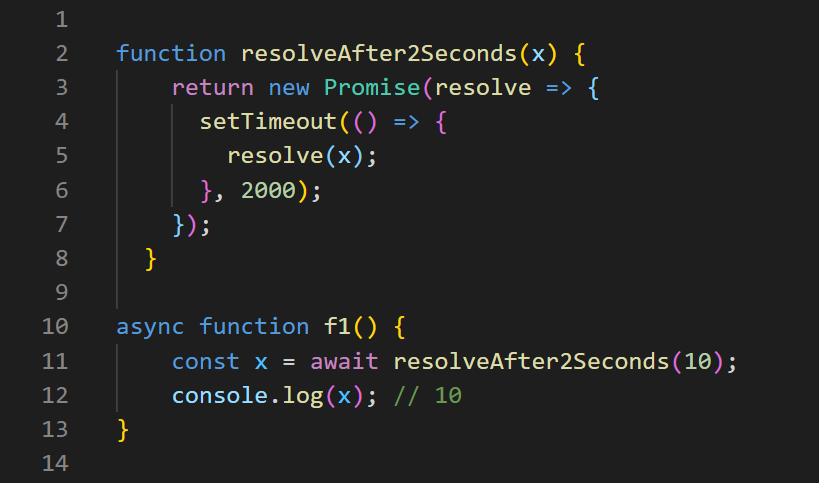 1
2 function resolveAfter2Seconds(x) {
3 return new Promise(resolve => {
4 setTimeout(() => {
5 resolve(x);
6 }, 2000);
7 });
8 }
9
10 async function f1() {
11 const x = await resolveAfter2Seconds(10);
12 console.log(x); // 10
13 }
14